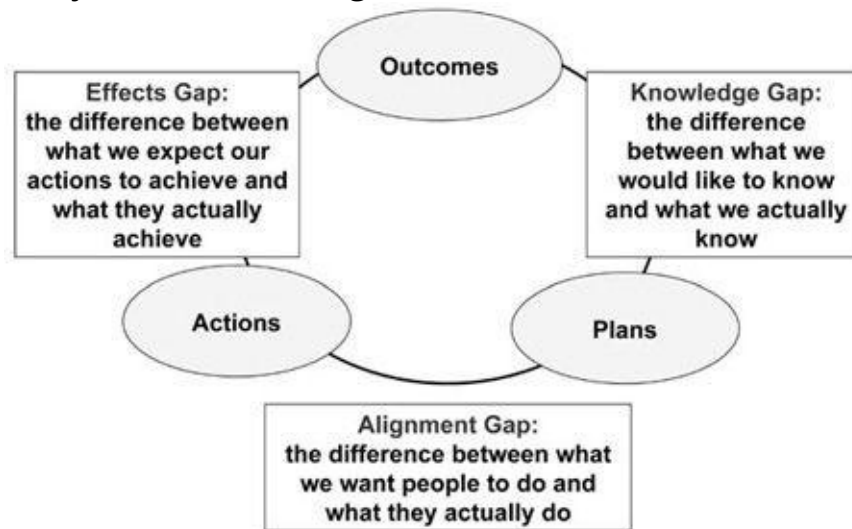 Outcomes
Effects Gap:
the difference between
what we expect our
actions to achieve and
what they actually
achieve
Knowledge Gap:
the difference
between what we
would like to know
and what we actually
know
Actions
Plans
Alignment Gap:
the difference between what
we want people to do and
what they actually do